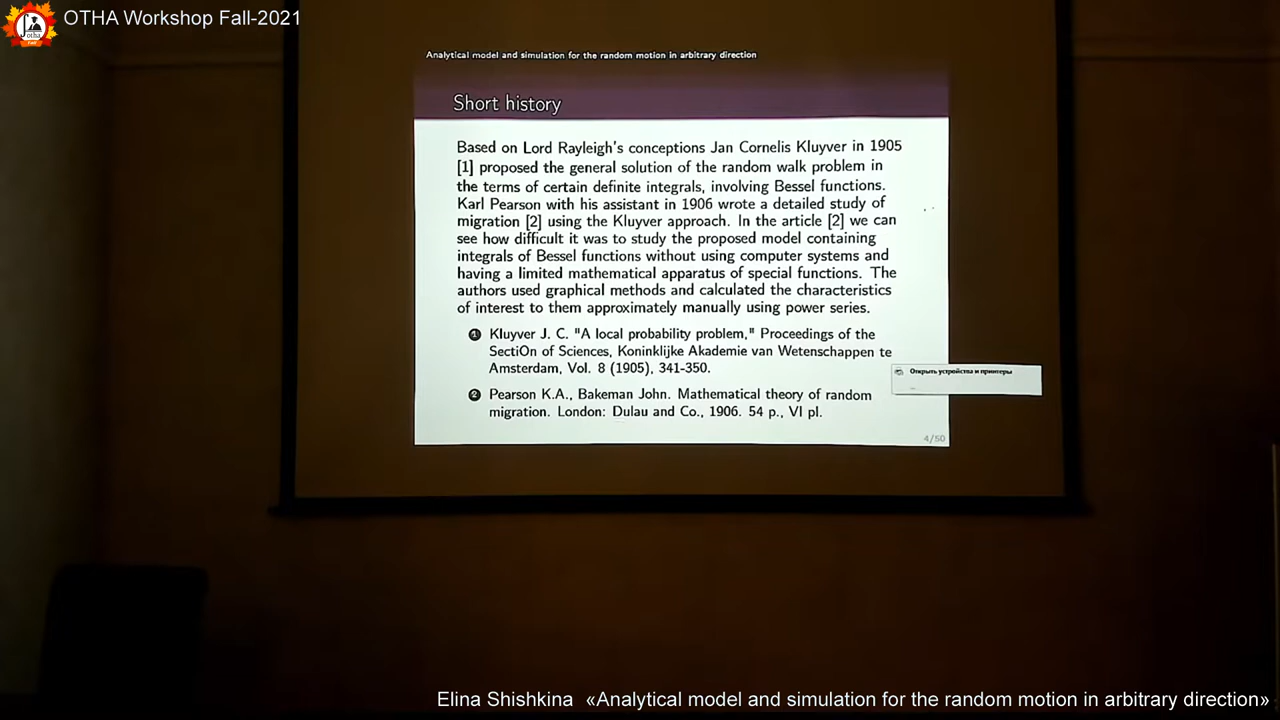 OTHA Workshop Fall-2021
otha
Analytical model and simulation for the random motion in arbitrary direction
Short history
Based on Lord Rayleigh's conceptions Jan Cornelis Kluyver in 1905
[1] proposed the general solution of the random walk problem in
the terms of certain definite integrals, involving Bessel functions.
Karl Pearson with his assistant in 1906 wrote a detailed study of
migration [2] using the Kluyver approach. In the article [2] we can
see how difficult it was to study the proposed model containing
integrals of Bessel functions without using computer systems and
having a limited mathematical apparatus of special functions. The
authors used graphical methods and calculated the characteristics
of interest to them approximately manually using power series.
1 Kluyver J. C. "A local probability problem," Proceedings of the
SectiOn of Sciences, Koninklijke Akademie van Wetenschappen te
Amsterdam, Vol. 8 (1905), 341-350.
Открыть устройства и принтеры
2 Pearson K.A., Bakeman John. Mathematical theory of random
migration. London: Dulau and Co., 1906. 54 p., VI pl.
4/50
Elina Shishkina «Analytical model and simulation for the random motion in arbitrary direction»